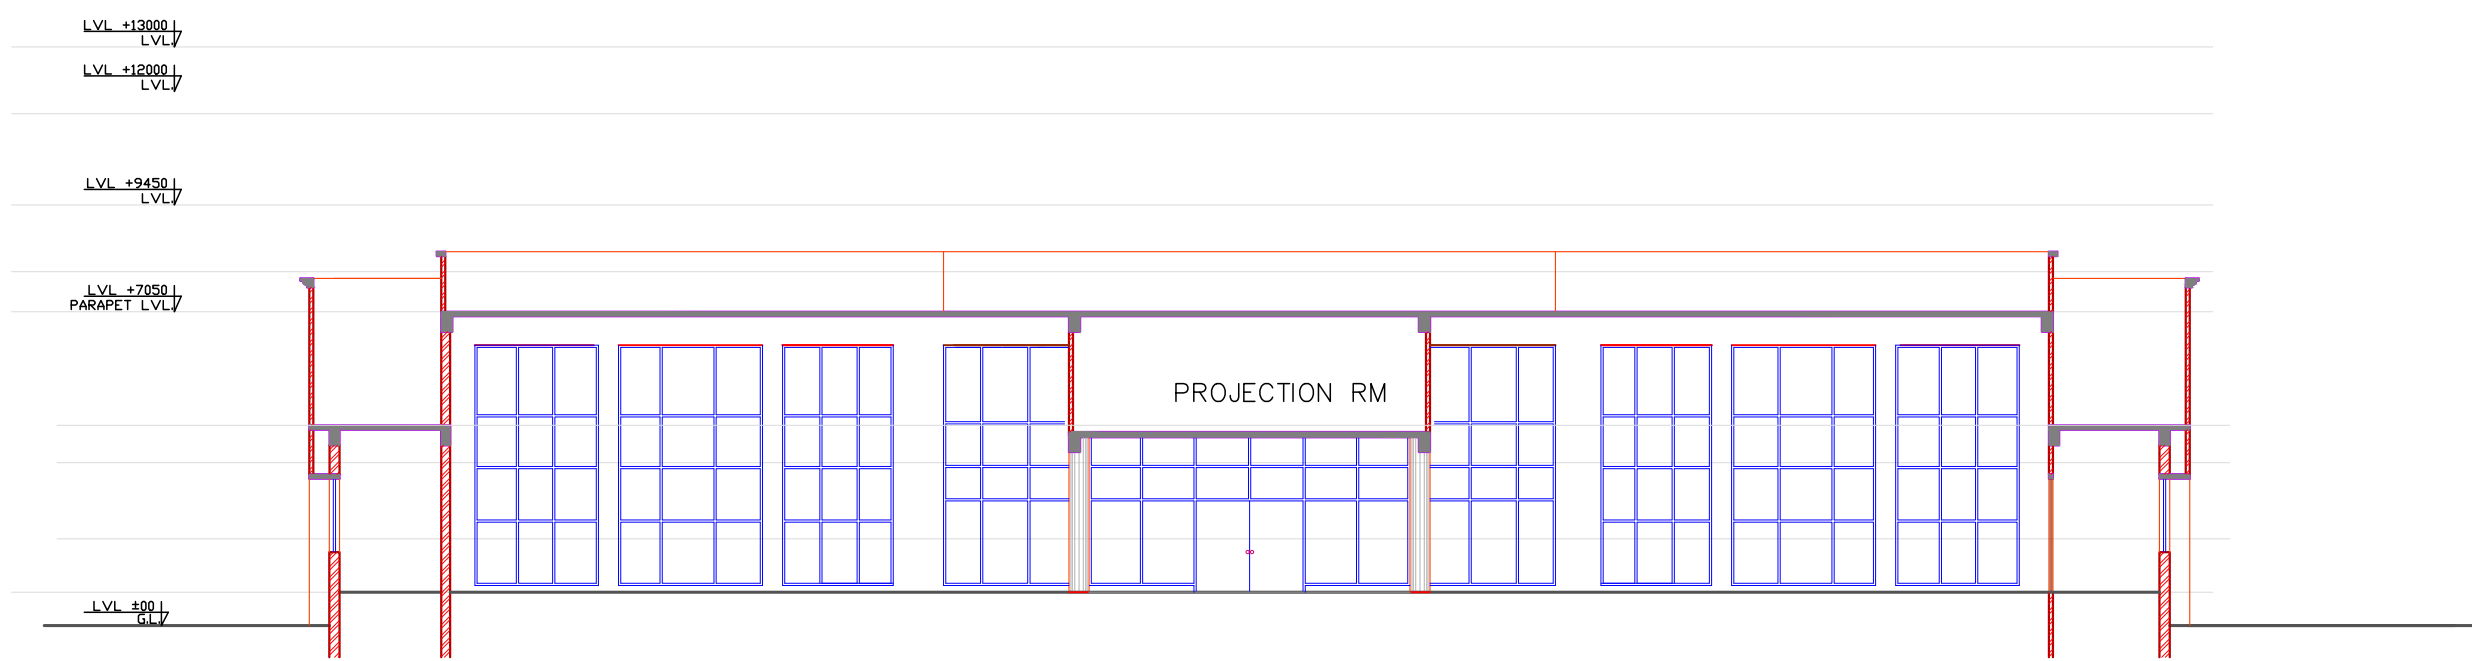 LVL +13000
LVL.
LVL +12000
LVL.
LVL +9450
LVL.
LVL +7050
PARAPET LVL.
PROJECTION RM
LVL ±00
G.L.